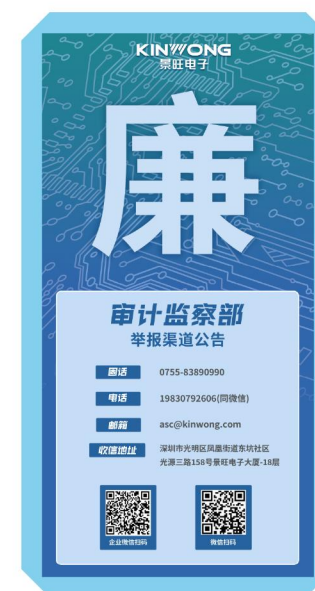 KINWONG
景旺电子
廉
审计监察部
举报渠道公告
固话 0755-83890990
电话 19830792606(同微信)
邮箱 asc@kinwong.com
收信地址 深圳市光明区凤凰街道东坑社区
光源三路158号景旺电子大厦-18层
企业微信扫码 微信扫码